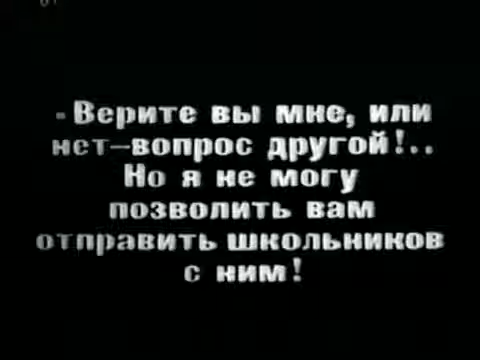 - Верите вы мне, или
нет—вопрос другой!..
Но я не могу
позволить вам
отправить школьников
с ним!